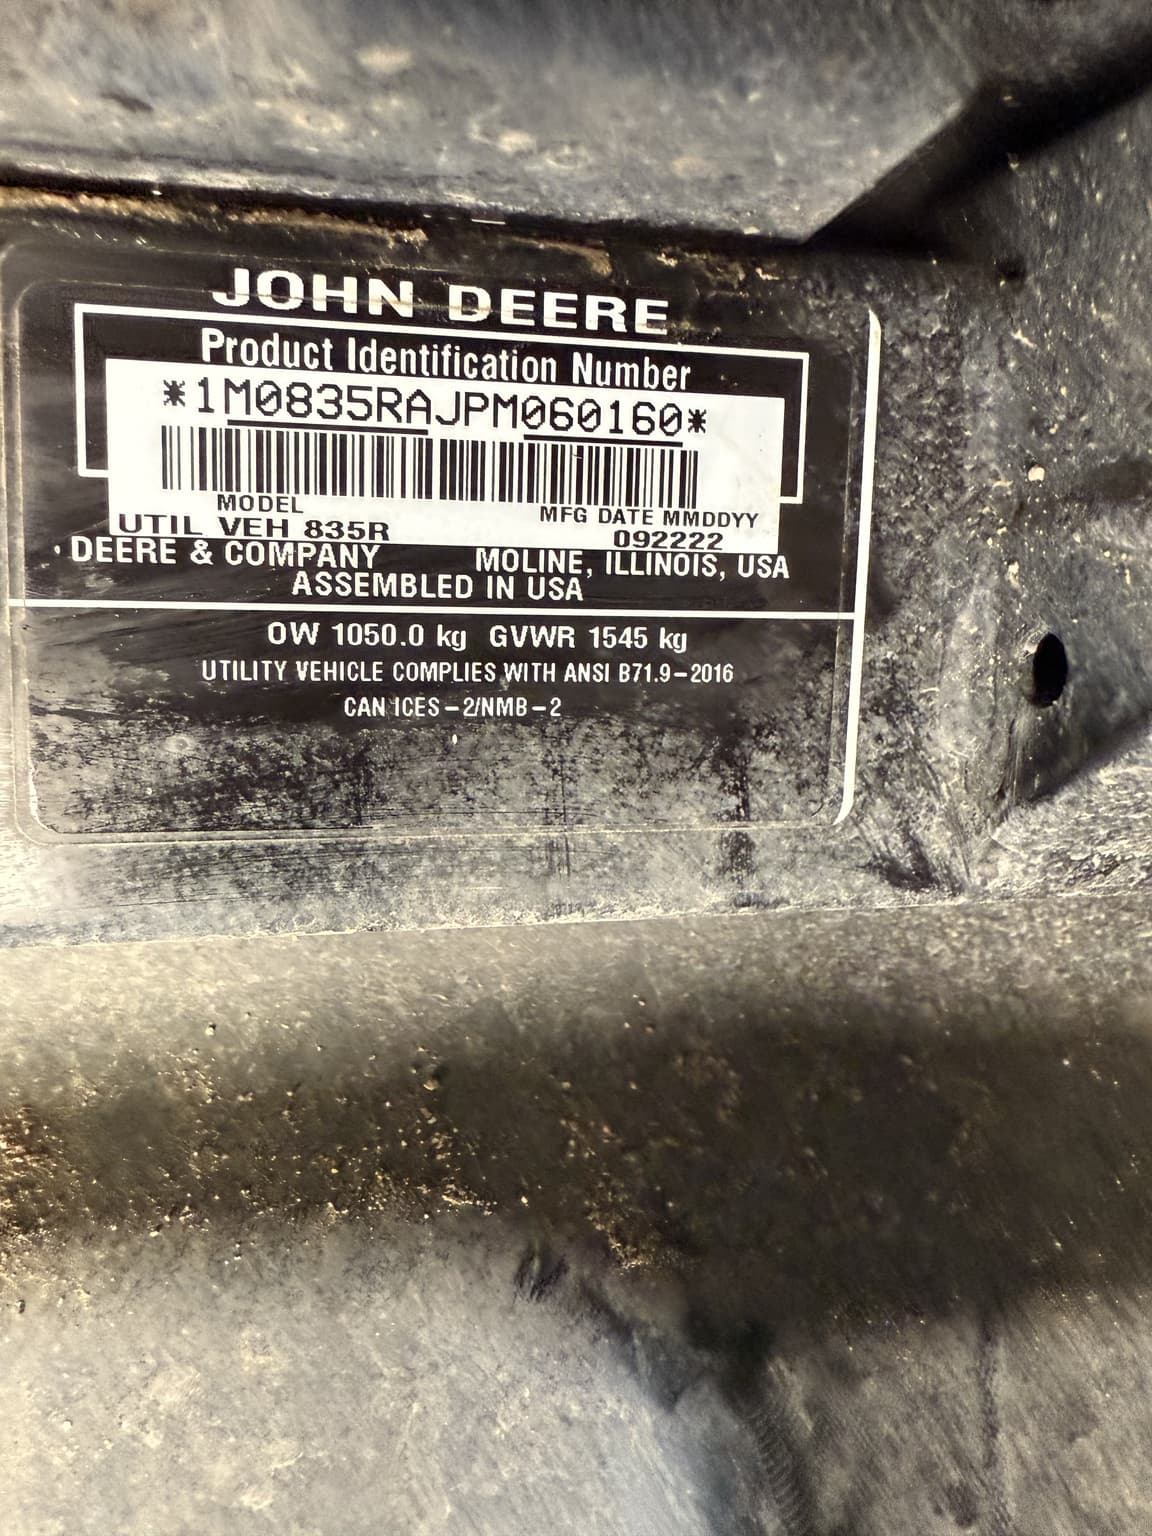 JOHN DEERE
Product Identification Number
*1M0835RAJPM060160*
MODEL MFG DATE MMDDYY
UTIL VEH 835R 092222
DEERE & COMPANY MOLINE, ILLINOIS, USA
ASSEMBLED IN USA
OW 1050.0 kg GVWR 1545 kg
UTILITY VEHICLE COMPLIES WITH ANSI B71.9-2016
CAN ICES-2/NMB-2